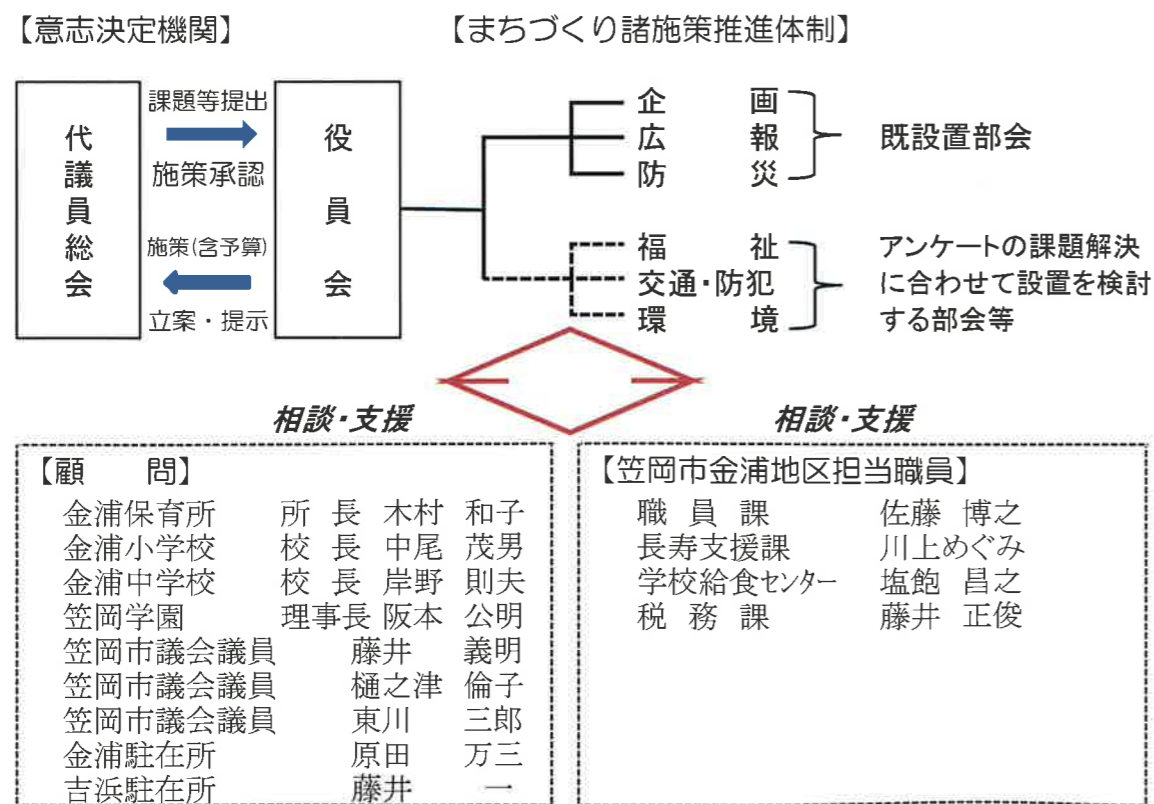 【意志決定機関】
【まちづくり諸施策推進体制】
代議員総会
課題等提出
施策承認
施策(含予算)
立案・提示
役員会
企画
広報
防災
既設置部会
福祉
交通・防犯
環境
アンケートの課題解決
に合わせて設置を検討
する部会等
相談・支援
相談・支援
【顧 問】
金浦保育所 所 長 木村 和子
金浦小学校 校 長 中尾 茂男
金浦中学校 校 長 岸野 則夫
笠岡学園 理事長 阪本 公明
笠岡市議会議員 藤井 義明
笠岡市議会議員 樋之津 倫子
笠岡市議会議員 東川 三郎
金浦駐在所 原田 万三
吉浜駐在所 藤井 一
【笠岡市金浦地区担当職員】
職 員 課 佐藤 博之
長寿支援課 川上めぐみ
学校給食センター 塩飽 昌之
税 務 課 藤井 正俊